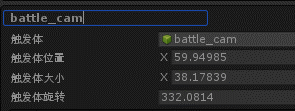 battle_cam
触发体 battle_cam
触发体位置 X 59.94985
触发体大小 X 38.17839
触发体旋转 332.0814